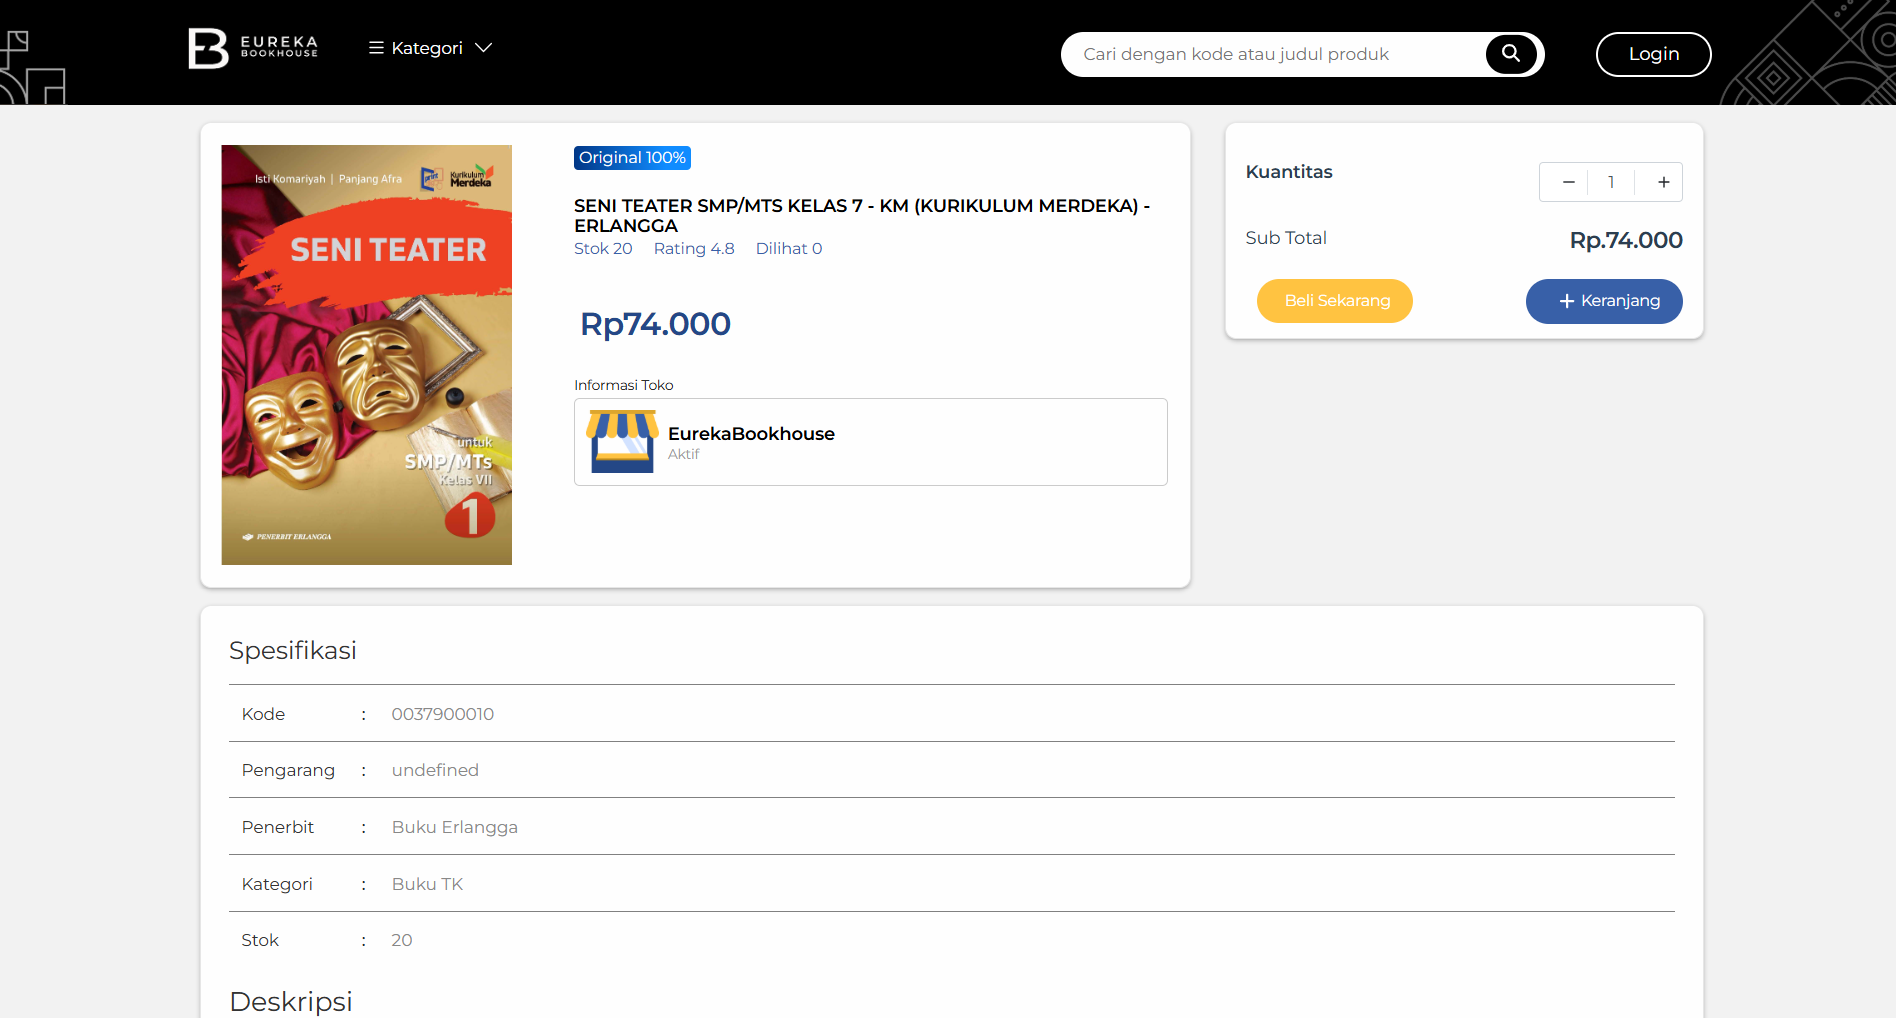 EUREKA
BOOKHOUSE
Kategori
Cari dengan kode atau judul produk
Login
Isti Komariyah | Panjang Afra
Kurikulum
Merdeka
SENI TEATER
untuk
SMP/MTs
Kelas VII
1
PENERBIT ERLANGGA
Original 100%
SENI TEATER SMP/MTS KELAS 7 - KM (KURIKULUM MERDEKA) -
ERLANGGA
Stok 20 Rating 4.8 Dilihat 0
Rp74.000
Informasi Toko
EurekaBookhouse
Aktif
Kuantitas
− 1 +
Sub Total Rp.74.000
Beli Sekarang + Keranjang
Spesifikasi
Kode : 0037900010
Pengarang : undefined
Penerbit : Buku Erlangga
Kategori : Buku TK
Stok : 20
Deskripsi